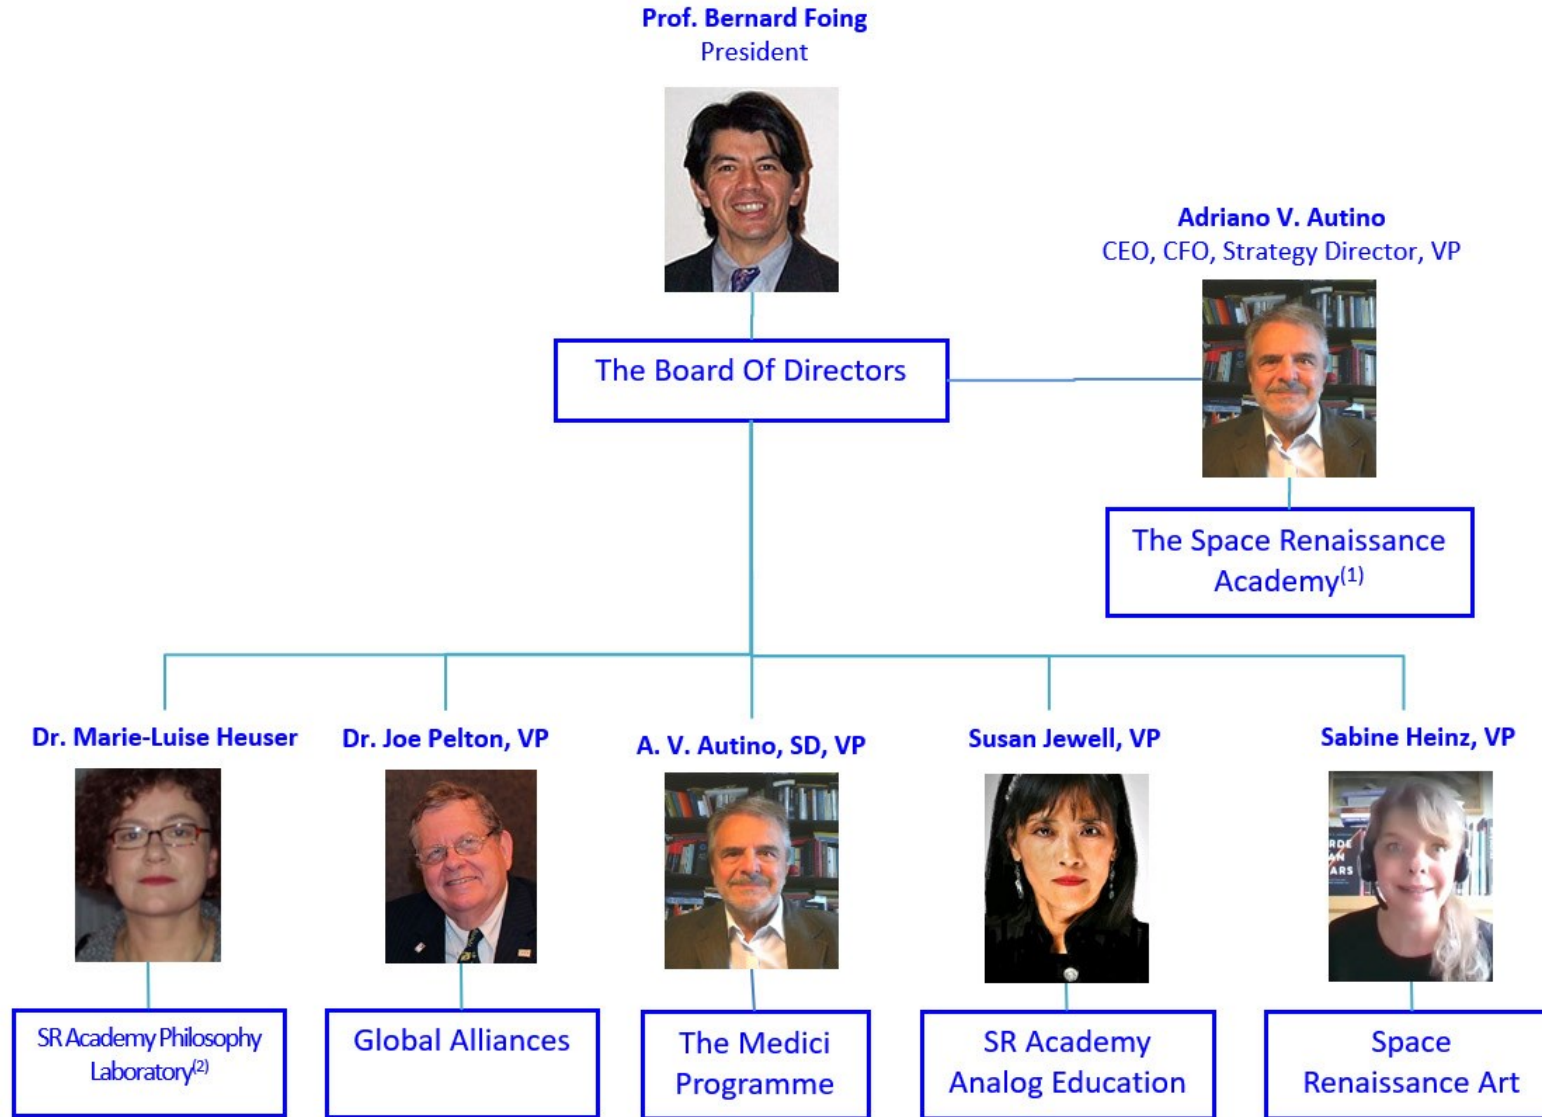 Prof. Bernard Foing
President
Adriano V. Autino
CEO, CFO, Strategy Director, VP
The Board Of Directors
The Space Renaissance
Academy(1)
Dr. Marie-Luise Heuser
Dr. Joe Pelton, VP
A. V. Autino, SD, VP
Susan Jewell, VP
Sabine Heinz, VP
SR Academy Philosophy
Laboratory(2)
Global Alliances
The Medici
Programme
SR Academy
Analog Education
Space
Renaissance Art